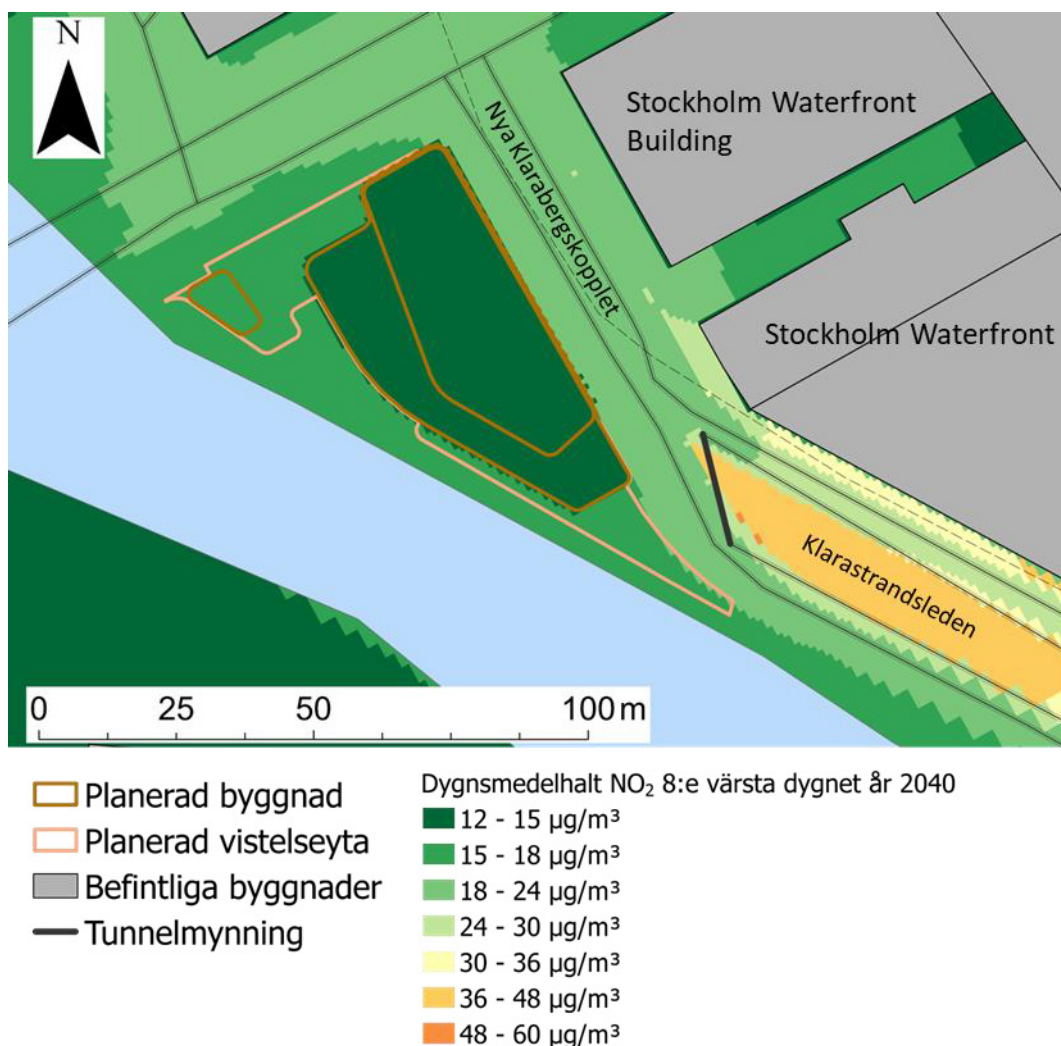 N
Stockholm Waterfront
Building
Nya Klarabergskopplet
Stockholm Waterfront
Klarastrandsleden
0 25 50 100 m
Planerad byggnad
Planerad vistelseyta
Befintliga byggnader
Tunnelmynning
Dygnsmedelhalt NO₂ 8:e värsta dygnet år 2040
12 - 15 µg/m³
15 - 18 µg/m³
18 - 24 µg/m³
24 - 30 µg/m³
30 - 36 µg/m³
36 - 48 µg/m³
48 - 60 µg/m³